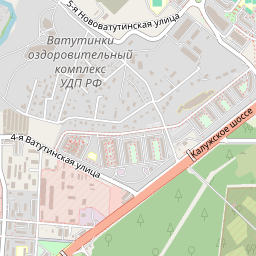 5-я Нововатутинская улица
Ватутинки
оздоровительный
комплекс
УДП РФ
4-я Ватутинская улица
Калужское шоссе